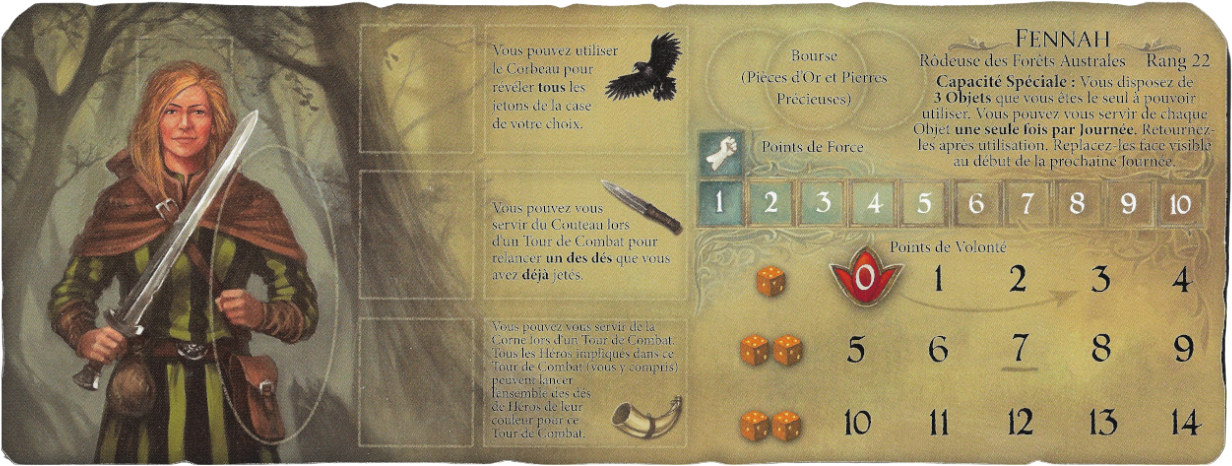 Vous pouvez utiliser
le Corbeau pour
révéler tous les
jetons de la case
de votre choix.
Vous pouvez vous
servir du Couteau lors
d'un Tour de Combat pour
relancer un des dés que vous
avez déjà jetés.
Vous pouvez vous servir de la
Corne lors d'un Tour de Combat.
Tous les Héros impliqués dans ce
Tour de Combat (vous y compris)
peuvent lancer
l'ensemble des dés
de Héros de leur
couleur pour ce
Tour de Combat.
Bourse
(Pièces d'Or et Pierres
Précieuses)
FENNAH
Rôdeuse des Forêts Australes Rang 22
Capacité Spéciale : Vous disposez de
3 Objets que vous êtes le seul à pouvoir
utiliser. Vous pouvez vous servir de chaque
Objet une seule fois par Journée. Retournez-
les après utilisation. Replacez-les face visible
au début de la prochaine Journée.
Points de Force
1 2 3 4 5 6 7 8 9 10
Points de Volonté
0 1 2 3 4
5 6 7 8 9
10 11 12 13 14